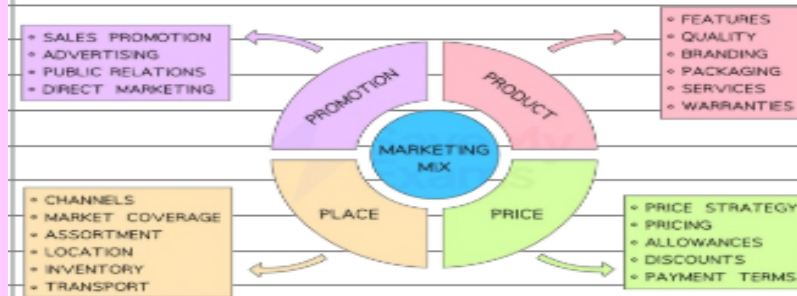 SALES PROMOTION
ADVERTISING
PUBLIC RELATIONS
DIRECT MARKETING
PROMOTION
PRODUCT
FEATURES
QUALITY
BRANDING
PACKAGING
SERVICES
WARRANTIES
MARKETING
MIX
PLACE
PRICE
CHANNELS
MARKET COVERAGE
ASSORTMENT
LOCATION
INVENTORY
TRANSPORT
PRICE STRATEGY
PRICING
ALLOWANCES
DISCOUNTS
PAYMENT TERMS